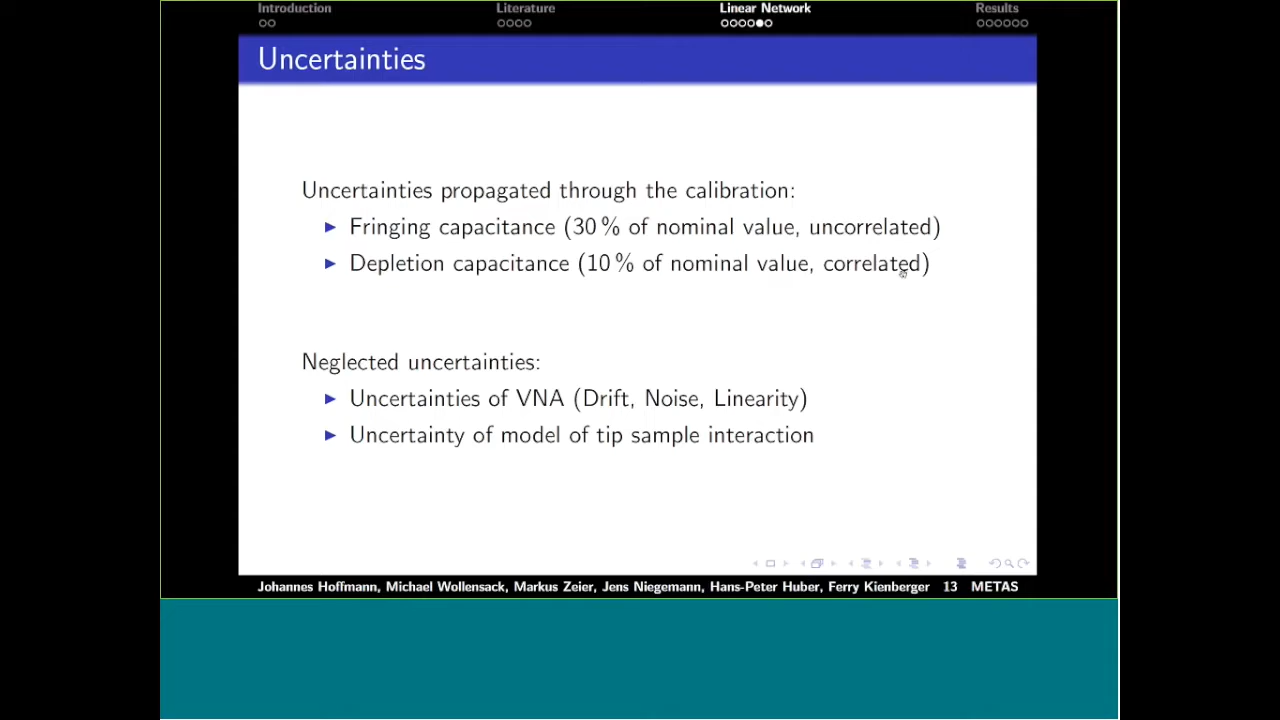 Introduction Literature Linear Network Results
Uncertainties
Uncertainties propagated through the calibration:
Fringing capacitance (30 % of nominal value, uncorrelated)
Depletion capacitance (10 % of nominal value, correlated)
Neglected uncertainties:
Uncertainties of VNA (Drift, Noise, Linearity)
Uncertainty of model of tip sample interaction
Johannes Hoffmann, Michael Wollensack, Markus Zeier, Jens Niegemann, Hans-Peter Huber, Ferry Kienberger 13 METAS